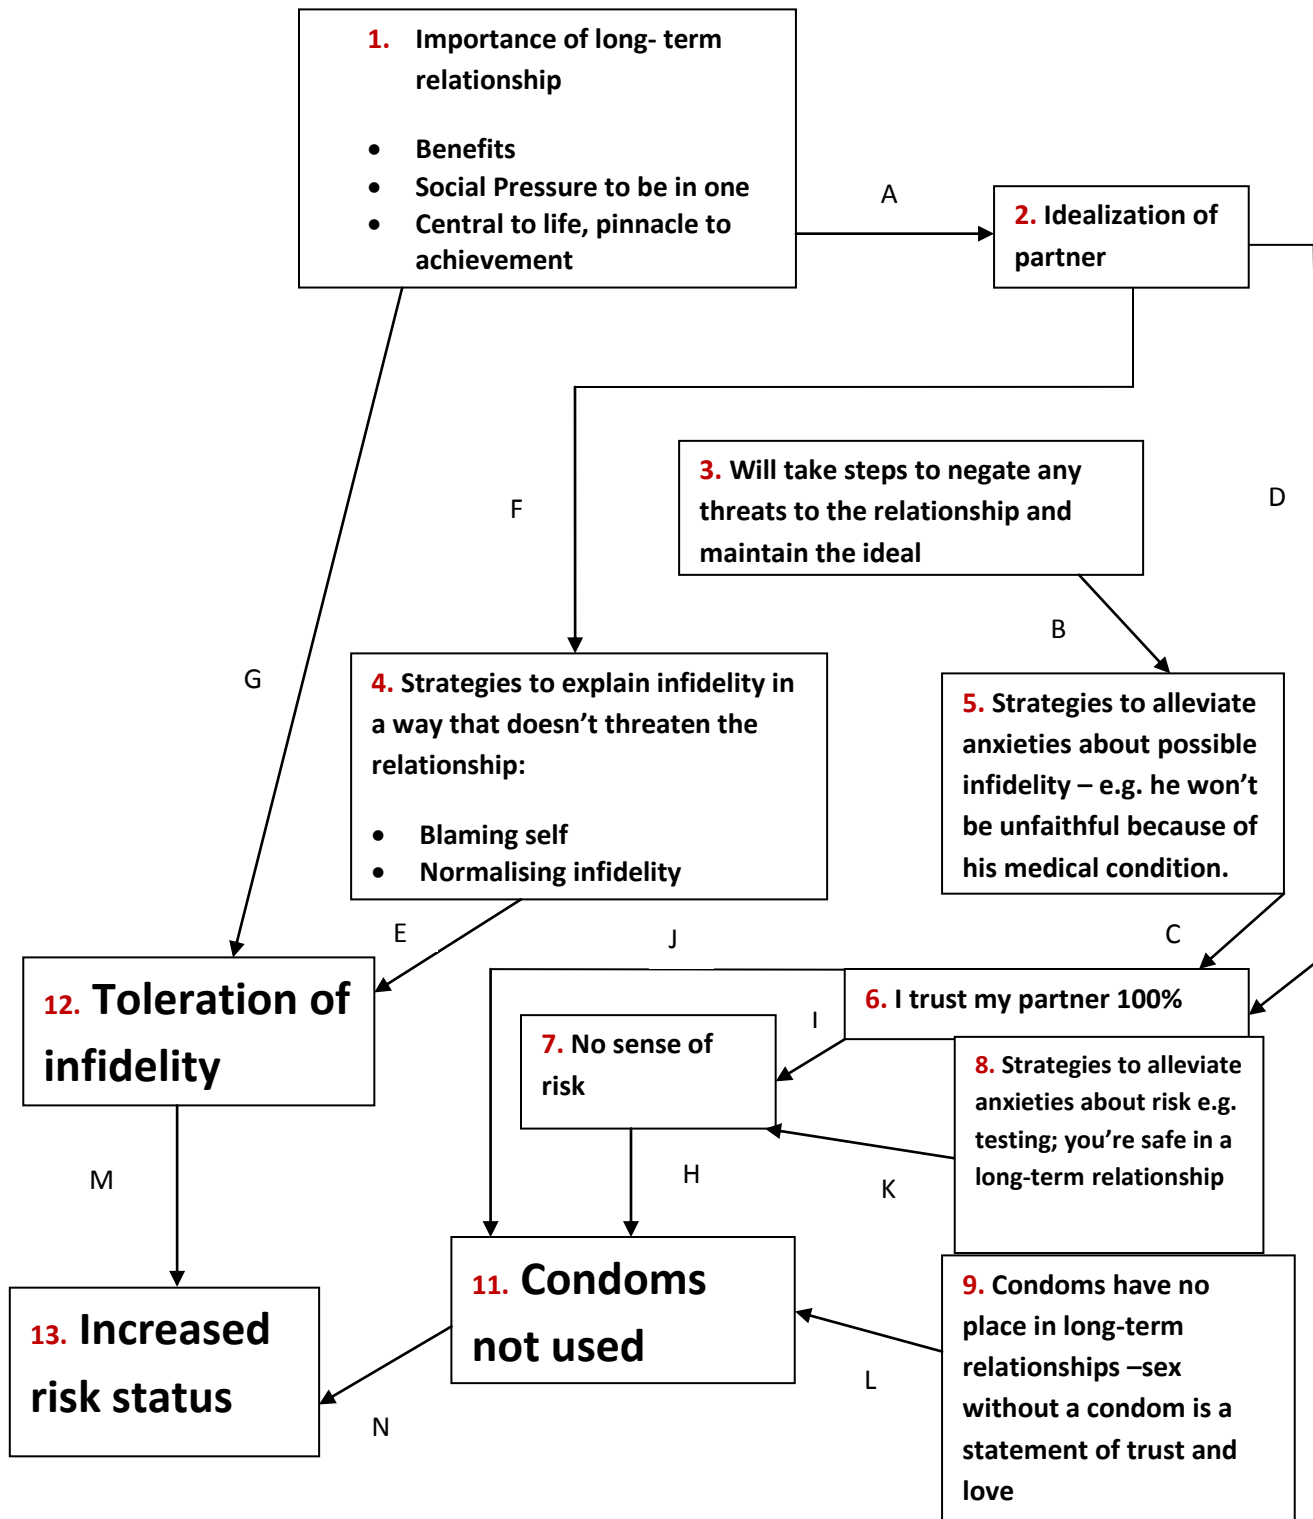 1. Importance of long- term
relationship
• Benefits
• Social Pressure to be in one
• Central to life, pinnacle to
achievement
A
2. Idealization of
partner
3. Will take steps to negate any
threats to the relationship and
maintain the ideal
F
D
B
G
4. Strategies to explain infidelity in
a way that doesn’t threaten the
relationship:
• Blaming self
• Normalising infidelity
5. Strategies to alleviate
anxieties about possible
infidelity – e.g. he won’t
be unfaithful because of
his medical condition.
E
J
C
12. Toleration of
infidelity
6. I trust my partner 100%
I
7. No sense of
risk
8. Strategies to alleviate
anxieties about risk e.g.
testing; you’re safe in a
long-term relationship
M
H
K
11. Condoms
not used
9. Condoms have no
place in long-term
relationships –sex
without a condom is a
statement of trust and
love
13. Increased
risk status
L
N